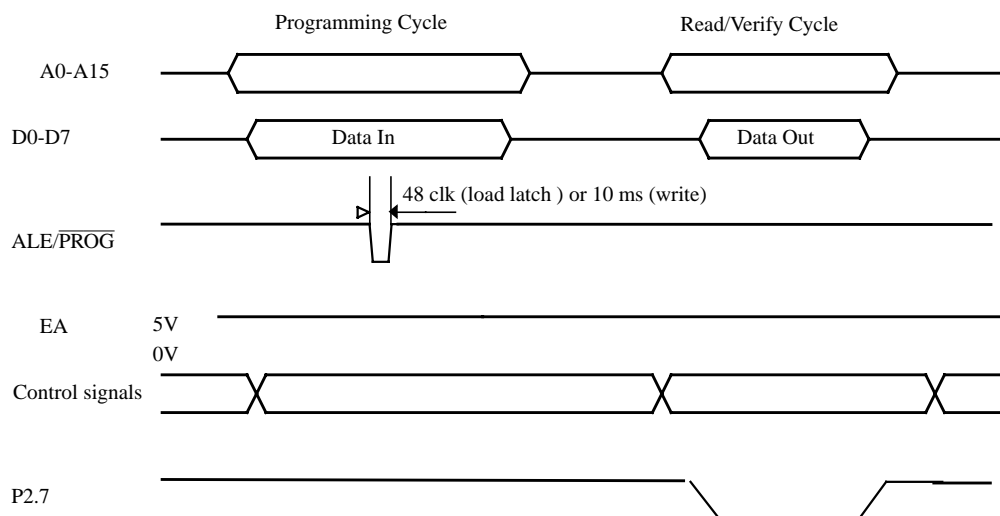 Programming Cycle Read/Verify Cycle
A0-A15
D0-D7 Data In Data Out
48 clk (load latch ) or 10 ms (write)
ALE/PROG
EA 5V
0V
Control signals
P2.7